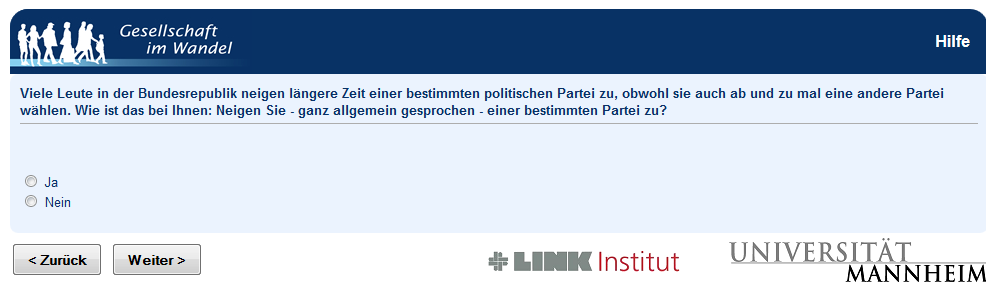 Gesellschaft
im Wandel
Hilfe
Viele Leute in der Bundesrepublik neigen längere Zeit einer bestimmten politischen Partei zu, obwohl sie auch ab und zu mal eine andere Partei
wählen. Wie ist das bei Ihnen: Neigen Sie - ganz allgemein gesprochen - einer bestimmten Partei zu?
Ja
Nein
< Zurück
Weiter >
LINK Institut
UNIVERSITÄT
MANNHEIM